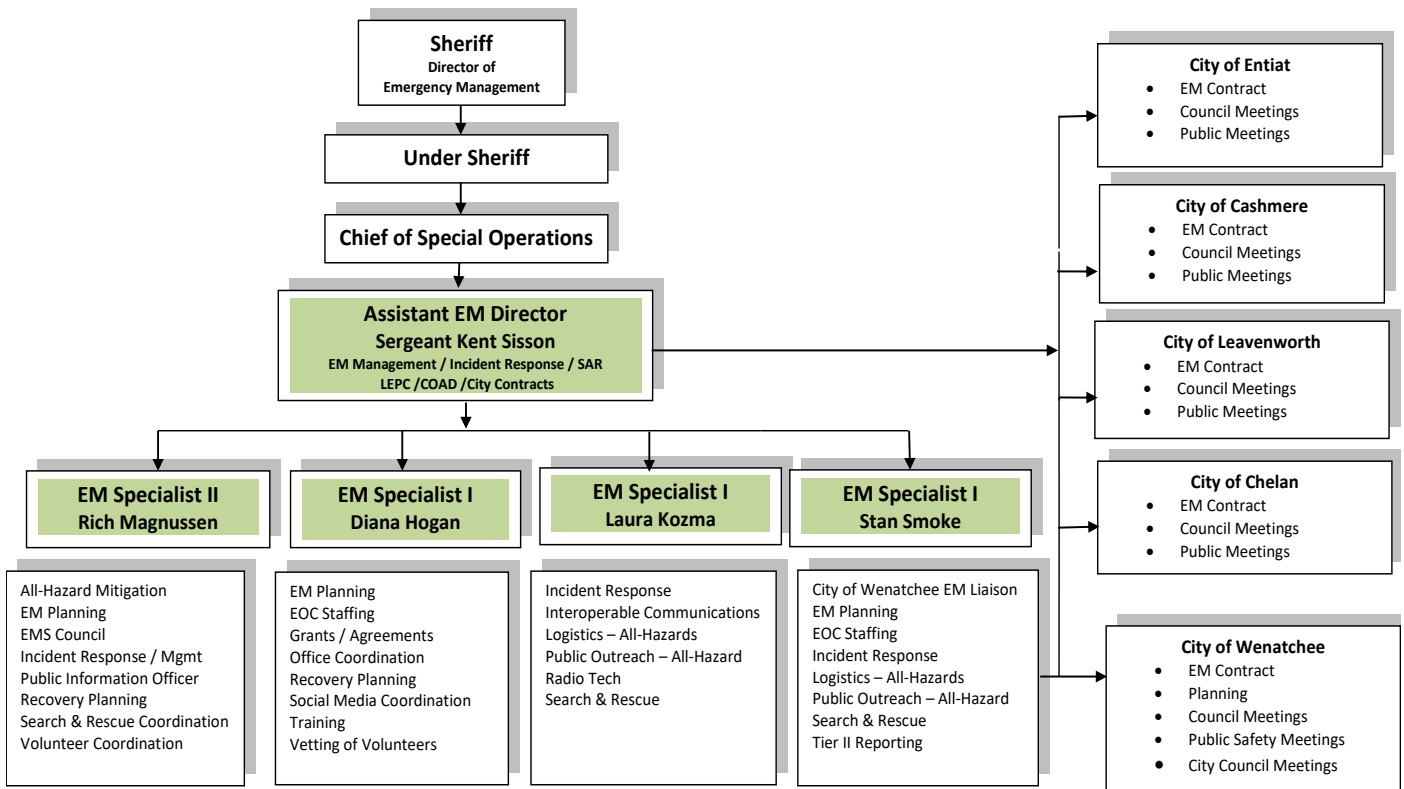 Sheriff
Director of
Emergency Management
Under Sheriff
Chief of Special Operations
Assistant EM Director
Sergeant Kent Sisson
EM Management / Incident Response / SAR
LEPC /COAD /City Contracts
EM Specialist II
Rich Magnussen
EM Specialist I
Diana Hogan
EM Specialist I
Laura Kozma
EM Specialist I
Stan Smoke
All-Hazard Mitigation
EM Planning
EMS Council
Incident Response / Mgmt
Public Information Officer
Recovery Planning
Search & Rescue Coordination
Volunteer Coordination
EM Planning
EOC Staffing
Grants / Agreements
Office Coordination
Recovery Planning
Social Media Coordination
Training
Vetting of Volunteers
Incident Response
Interoperable Communications
Logistics – All-Hazards
Public Outreach – All-Hazard
Radio Tech
Search & Rescue
City of Wenatchee EM Liaison
EM Planning
EOC Staffing
Incident Response
Logistics – All-Hazards
Public Outreach – All-Hazard
Search & Rescue
Tier II Reporting
City of Entiat
• EM Contract
• Council Meetings
• Public Meetings
City of Cashmere
• EM Contract
• Council Meetings
• Public Meetings
City of Leavenworth
• EM Contract
• Council Meetings
• Public Meetings
City of Chelan
• EM Contract
• Council Meetings
• Public Meetings
City of Wenatchee
• EM Contract
• Planning
• Council Meetings
• Public Safety Meetings
• City Council Meetings